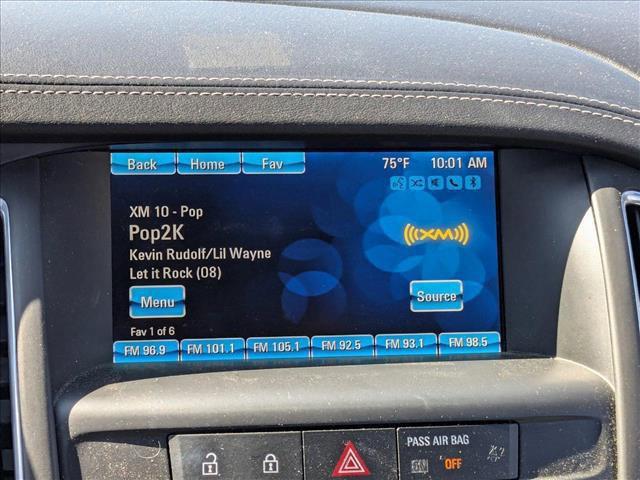 Back Home Fav 75°F 10:01 AM
XM 10 - Pop
Pop2K
((((XM))))
Kevin Rudolf/Lil Wayne
Let it Rock (08)
Menu Source
Fav 1 of 6
FM 96.9 FM 101.1 FM 105.1 FM 92.5 FM 93.1 FM 98.5
PASS AIR BAG
ON OFF